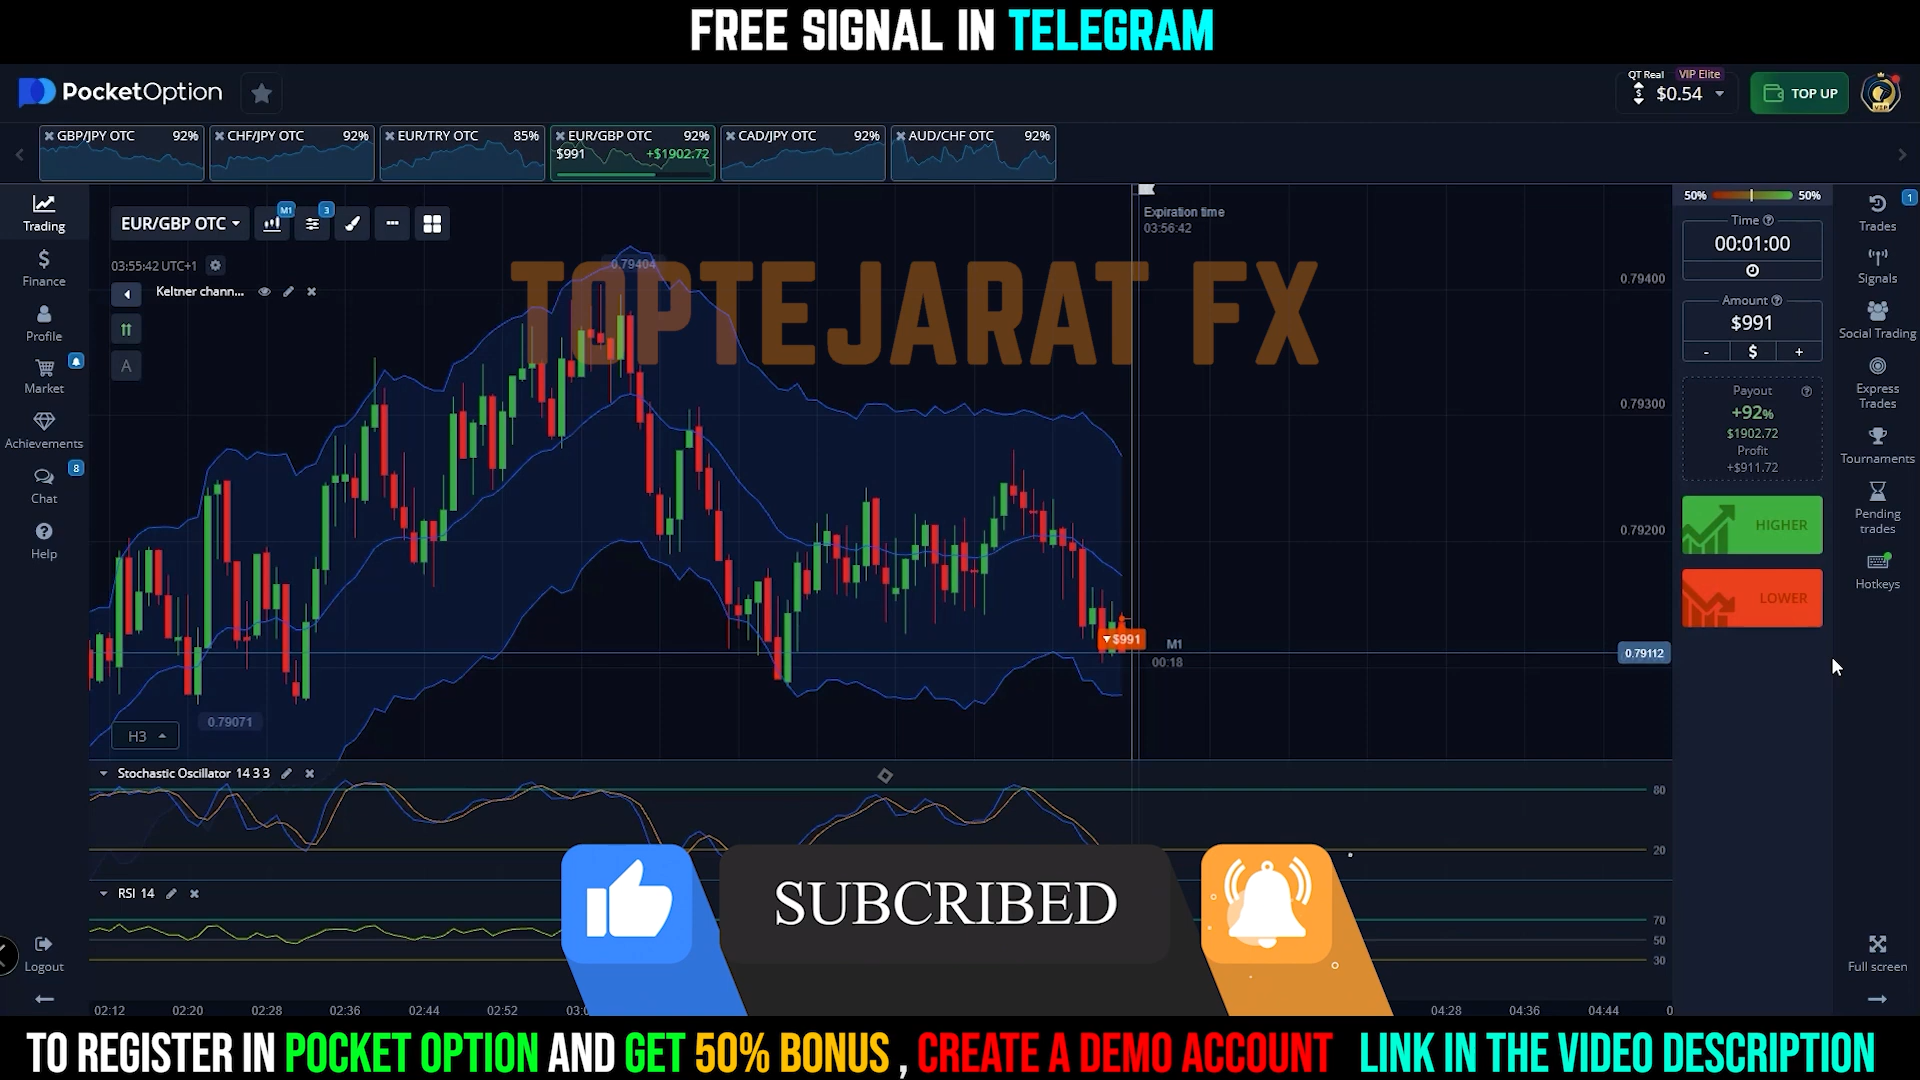 FREE SIGNAL IN TELEGRAM
PocketOption
QT Real VIP Elite
$0.54
TOP UP
GBP/JPY OTC 92%
CHF/JPY OTC 92%
EUR/TRY OTC 85%
EUR/GBP OTC 92%
$991 +$1902.72
CAD/JPY OTC 92%
AUD/CHF OTC 92%
Trading
Finance
Profile
Market
Achievements
8
Chat
Help
Logout
EUR/GBP OTC
M1
3
03:55:42 UTC+1
Keltner chann...
A
Expiration time
03:56:42
0.79404
TOPTEJARAT FX
0.79400
0.79300
0.79200
0.79112
$991
M1
00:18
0.79071
H3
Stochastic Oscillator 14 3 3
80
20
RSI 14
70
50
30
SUBCRIBED
02:12 02:20 02:28 02:36 02:44 02:52 04:28 04:36 04:44
50% 50%
Time
00:01:00
Amount
$991
- $ +
Payout
+92%
$1902.72
Profit
+$911.72
HIGHER
LOWER
1
Trades
Signals
Social Trading
Express
Trades
Tournaments
Pending
trades
Hotkeys
Full screen
TO REGISTER IN POCKET OPTION AND GET 50% BONUS , CREATE A DEMO ACCOUNT LINK IN THE VIDEO DESCRIPTION